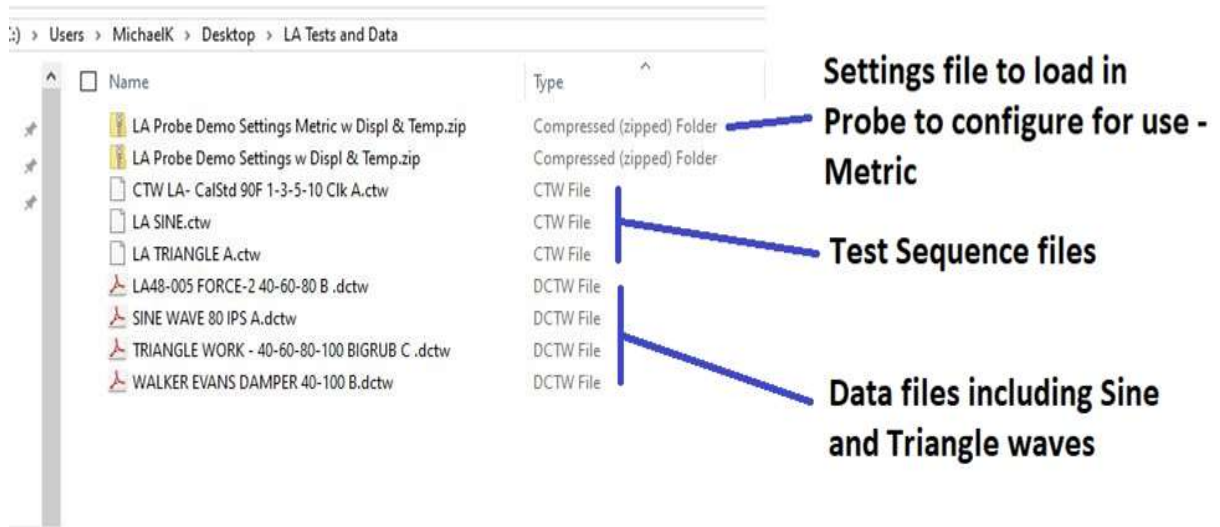 :) > Users > MichaelK > Desktop > LA Tests and Data
Name Type
LA Probe Demo Settings Metric w Displ & Temp.zip Compressed (zipped) Folder
LA Probe Demo Settings w Displ & Temp.zip Compressed (zipped) Folder
CTW LA- CalStd 90F 1-3-5-10 Clk A.ctw CTW File
LA SINE.ctw CTW File
LA TRIANGLE A.ctw CTW File
LA48-005 FORCE-2 40-60-80 B .dctw DCTW File
SINE WAVE 80 IPS A.dctw DCTW File
TRIANGLE WORK - 40-60-80-100 BIGRUB C .dctw DCTW File
WALKER EVANS DAMPER 40-100 B.dctw DCTW File
Settings file to load in
Probe to configure for use -
Metric
Test Sequence files
Data files including Sine
and Triangle waves